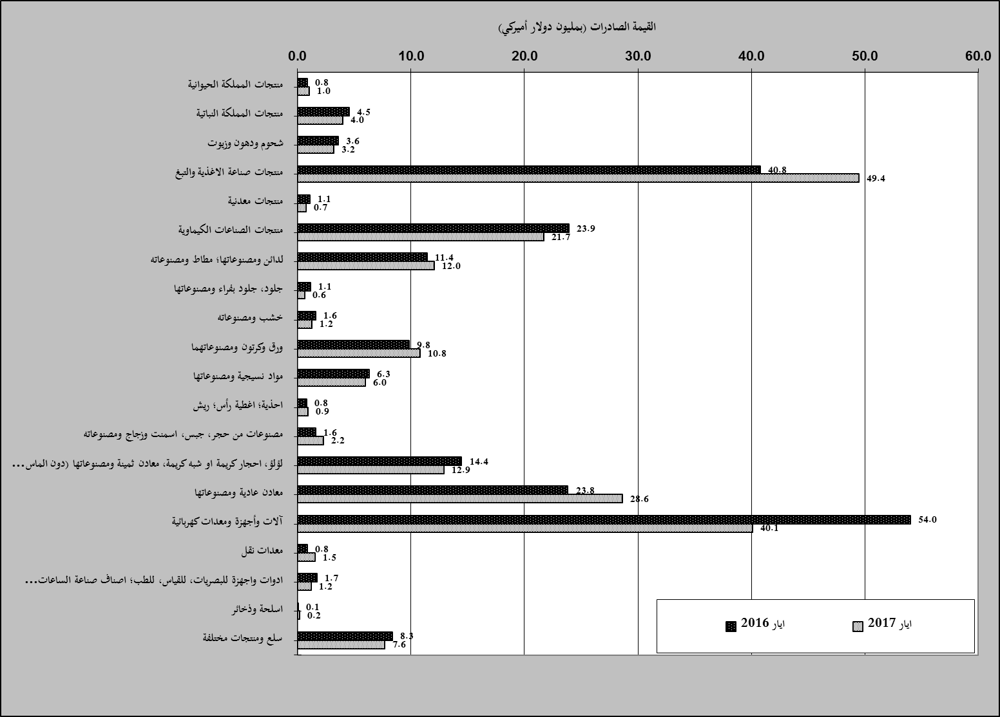 القيمة الصادرات (بمليون دولار أميركي)
0.0 10.0 20.0 30.0 40.0 50.0 60.0
منتجات المملكة الحيوانية 0.8
1.0
منتجات المملكة النباتية 4.5
4.0
شحوم ودهون وزيوت 3.6
3.2
منتجات صناعة الاغذية والتبغ 40.8
49.4
منتجات معدنية 1.1
0.7
منتجات الصناعات الكيماوية 23.9
21.7
لدائن ومصنوعاتها؛ مطاط ومصنوعاته 11.4
12.0
جلود، جلود بفراء ومصنوعاتها 1.1
0.6
خشب ومصنوعاته 1.6
1.2
ورق وكرتون ومصنوعاتهما 9.8
10.8
مواد نسيجية ومصنوعاتها 6.3
6.0
احذية؛ اغطية رأس؛ ريش 0.8
0.9
مصنوعات من حجر، جبس، اسمنت وزجاج ومصنوعاته 1.6
2.2
لؤلؤ، احجار كريمة او شبه كريمة، معادن ثمينة ومصنوعاتها (دون الماس... 14.4
12.9
معادن عادية ومصنوعاتها 23.8
28.6
آلات وأجهزة ومعدات كهربائية 54.0
40.1
معدات نقل 0.8
1.5
ادوات واجهزة للبصريات، للقياس، للطب؛ اصناف صناعة الساعات... 1.7
1.2
اسلحة وذخائر 0.1
0.2
سلع ومنتجات مختلفة 8.3
7.6
ايار 2016 ايار 2017